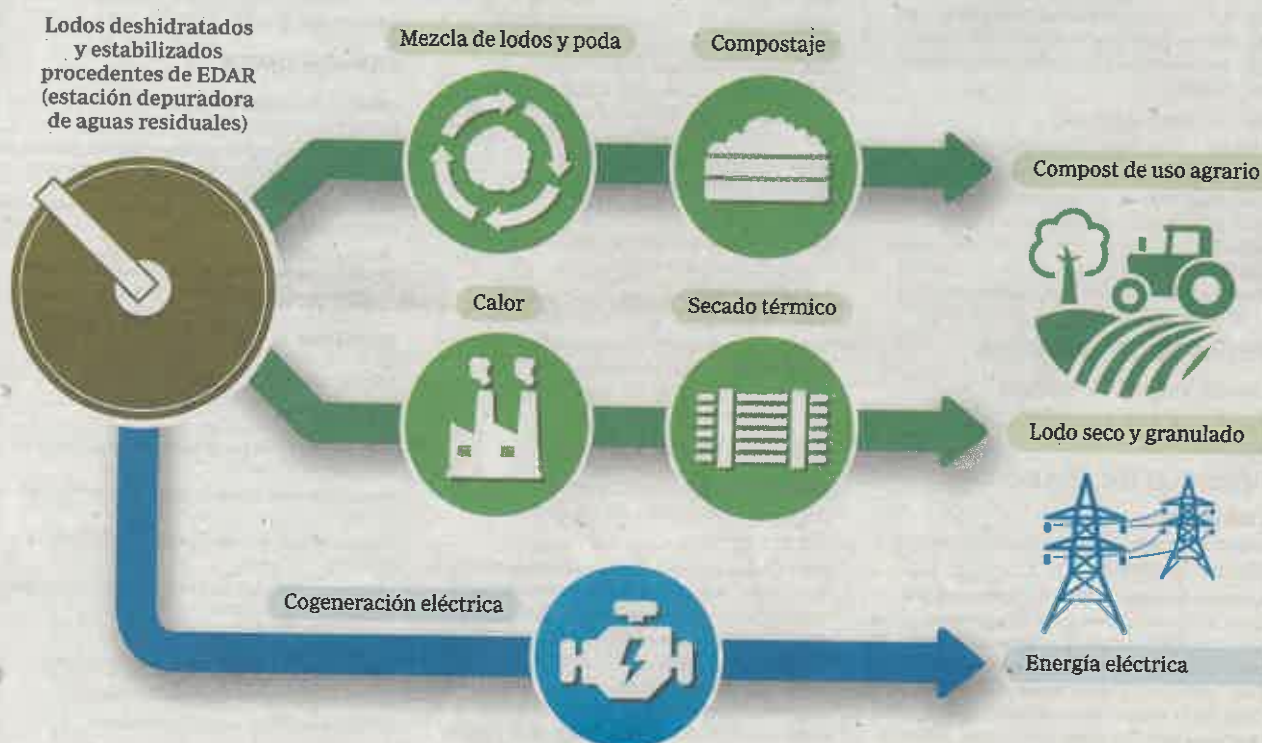 Lodos deshidratados
y estabilizados
procedentes de EDAR
(estación depuradora
de aguas residuales)
Mezcla de lodos y poda
Compostaje
Compost de uso agrario
Calor
Secado térmico
Lodo seco y granulado
Cogeneración eléctrica
Energía eléctrica